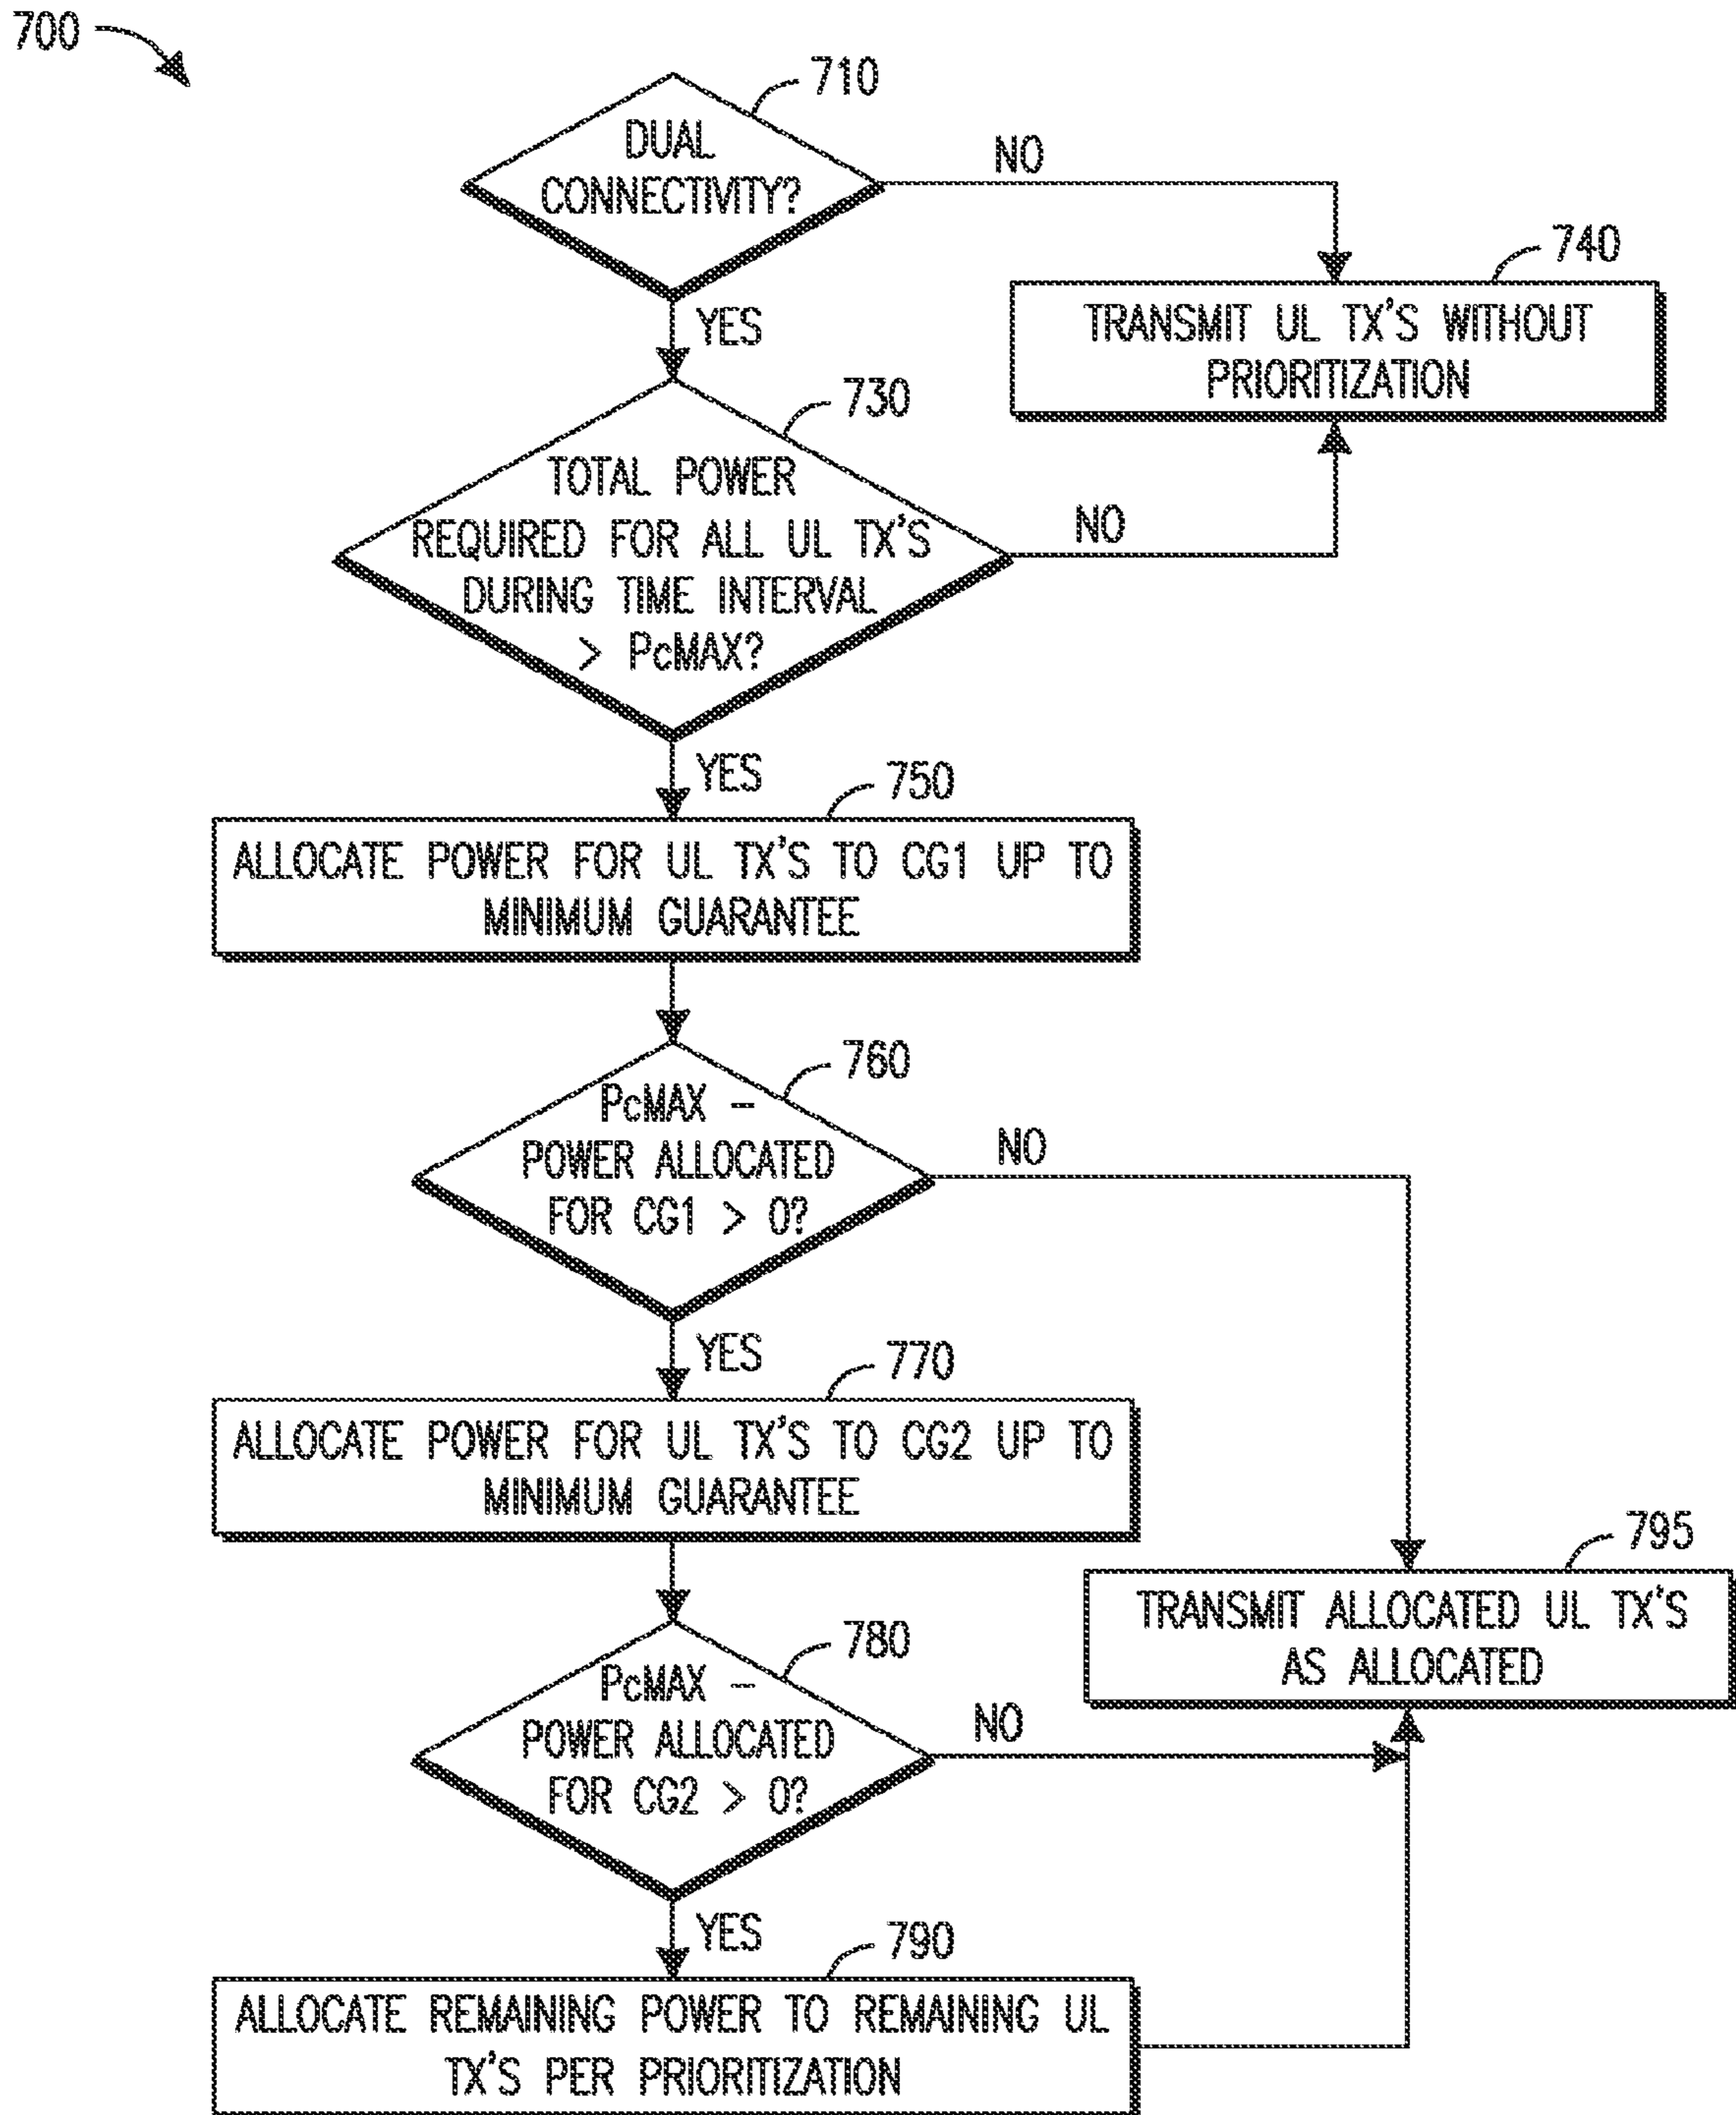 700
710
DUAL
CONNECTIVITY?
NO
740
TRANSMIT UL TX'S WITHOUT
PRIORITIZATION
YES
730
TOTAL POWER
REQUIRED FOR ALL UL TX'S
DURING TIME INTERVAL
> PcMAX?
NO
YES
750
ALLOCATE POWER FOR UL TX'S TO CG1 UP TO
MINIMUM GUARANTEE
760
PcMAX –
POWER ALLOCATED
FOR CG1 > 0?
NO
YES
770
ALLOCATE POWER FOR UL TX'S TO CG2 UP TO
MINIMUM GUARANTEE
795
TRANSMIT ALLOCATED UL TX'S
AS ALLOCATED
780
PcMAX –
POWER ALLOCATED
FOR CG2 > 0?
NO
YES
790
ALLOCATE REMAINING POWER TO REMAINING UL
TX'S PER PRIORITIZATION